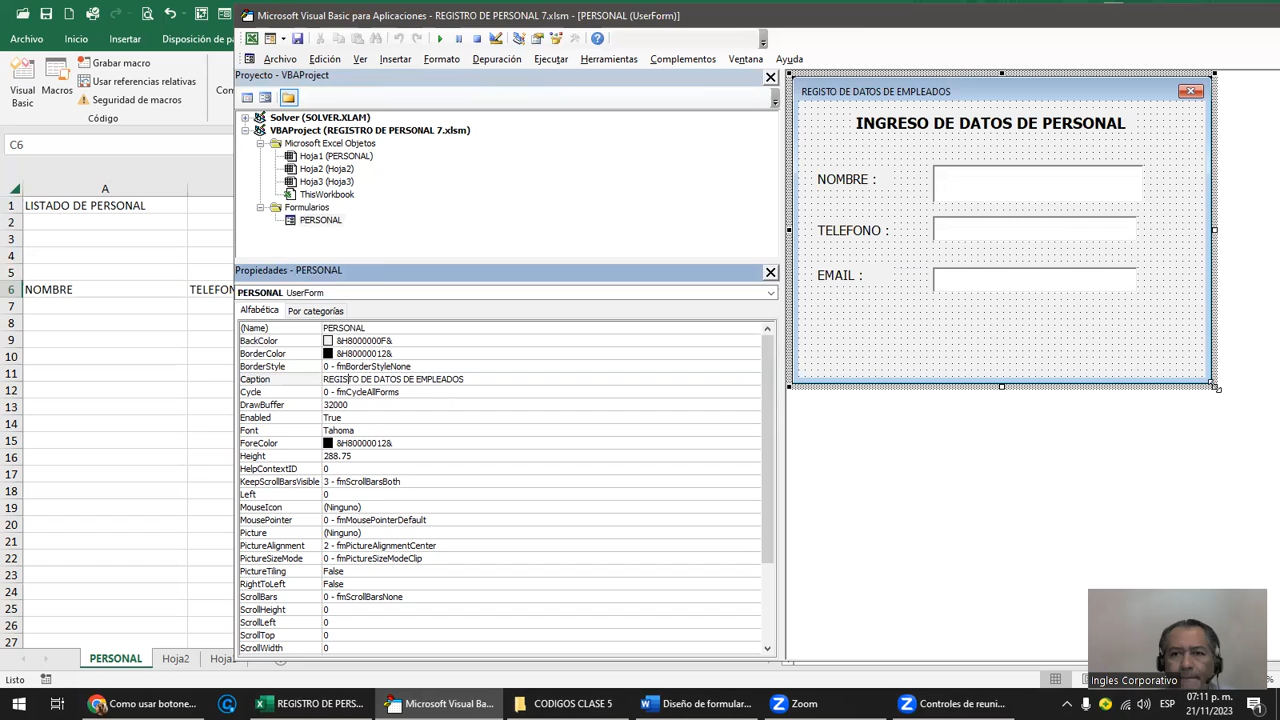 Microsoft Visual Basic para Aplicaciones - REGISTRO DE PERSONAL 7.xlsm - [PERSONAL (UserForm)]
Archivo
Inicio
Insertar
Disposición de pá
Grabar macro
Usar referencias relativas
Seguridad de macros
Visual
Basic
Macros
Código
Archivo Edición Ver Insertar Formato Depuración Ejecutar Herramientas Complementos Ventana Ayuda
Proyecto - VBAProject
Solver (SOLVER.XLAM)
VBAProject (REGISTRO DE PERSONAL 7.xlsm)
Microsoft Excel Objetos
Hoja1 (PERSONAL)
Hoja2 (Hoja2)
Hoja3 (Hoja3)
ThisWorkbook
Formularios
PERSONAL
C6
A
1 LISTADO DE PERSONAL
2
3
4
5
6 NOMBRE TELEFON
7
8
9
10
11
12
13
14
15
16
17
18
19
20
21
22
23
24
25
26
27
Propiedades - PERSONAL
PERSONAL UserForm
Alfabética Por categorías
(Name) PERSONAL
BackColor &H8000000F&
BorderColor &H80000012&
BorderStyle 0 - fmBorderStyleNone
Caption REGISTO DE DATOS DE EMPLEADOS
Cycle 0 - fmCycleAllForms
DrawBuffer 32000
Enabled True
Font Tahoma
ForeColor &H80000012&
Height 288.75
HelpContextID 0
KeepScrollBarsVisible 3 - fmScrollBarsBoth
Left 0
MouseIcon (Ninguno)
MousePointer 0 - fmMousePointerDefault
Picture (Ninguno)
PictureAlignment 2 - fmPictureAlignmentCenter
PictureSizeMode 0 - fmPictureSizeModeClip
PictureTiling False
RightToLeft False
ScrollBars 0 - fmScrollBarsNone
ScrollHeight 0
ScrollLeft 0
ScrollTop 0
ScrollWidth 0
REGISTO DE DATOS DE EMPLEADOS
INGRESO DE DATOS DE PERSONAL
NOMBRE :
TELEFONO :
EMAIL :
PERSONAL Hoja2 Hoja
Listo
Ingles Corporativo
Como usar botone...
REGISTRO DE PERS...
Microsoft Visual Ba...
CODIGOS CLASE 5
Diseño de formular...
Zoom
Controles de reuni...
ESP
07:11 p. m.
21/11/2023
1